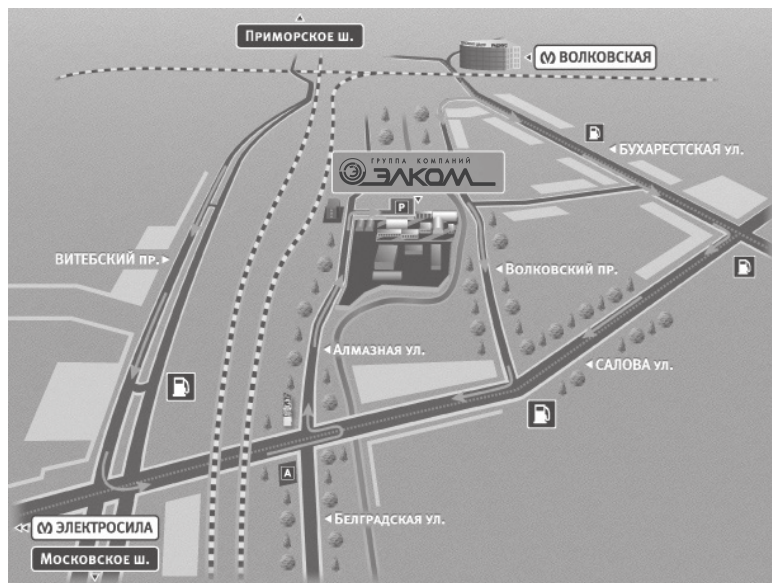 ПРИМОРСКОЕ Ш.
ВОЛКОВСКАЯ
БУХАРЕСТСКАЯ УЛ.
ГРУППА КОМПАНИЙ
ЭЛКОМ
P
ВИТЕБСКИЙ ПР.
ВОЛКОВСКИЙ ПР.
АЛМАЗНАЯ УЛ.
САЛОВА УЛ.
А
БЕЛГРАДСКАЯ УЛ.
ЭЛЕКТРОСИЛА
МОСКОВСКОЕ Ш.